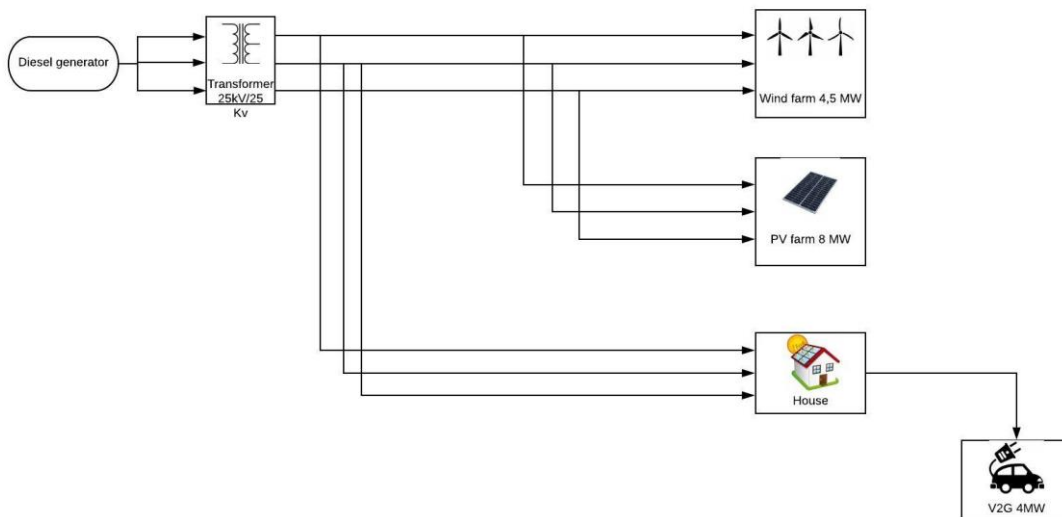 Diesel generator
Transformer
25kV/25
Kv
Wind farm 4,5 MW
PV farm 8 MW
House
V2G 4MW